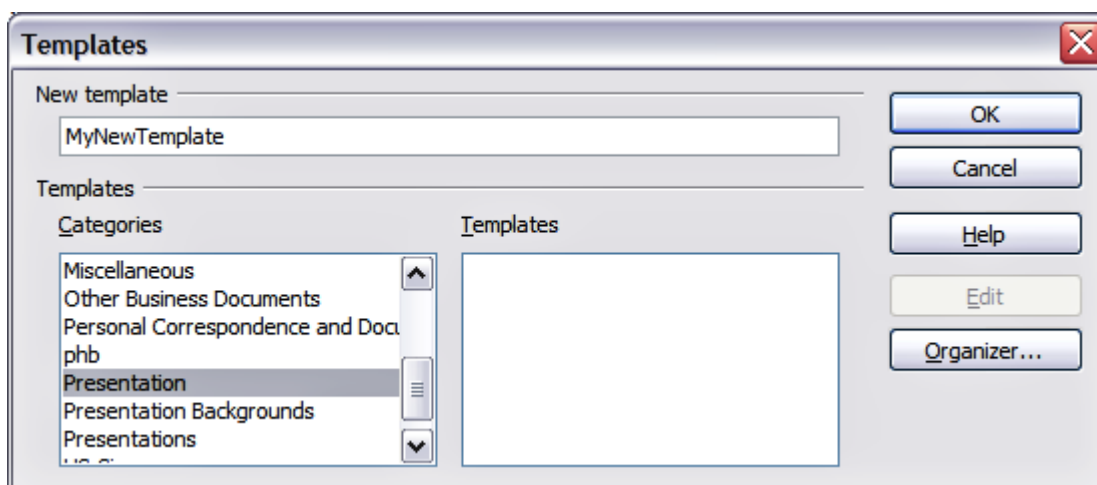 Templates
New template
MyNewTemplate
Templates
Categories
Miscellaneous
Other Business Documents
Personal Correspondence and Docu
phb
Presentation
Presentation Backgrounds
Presentations
Templates
OK
Cancel
Help
Edit
Organizer...